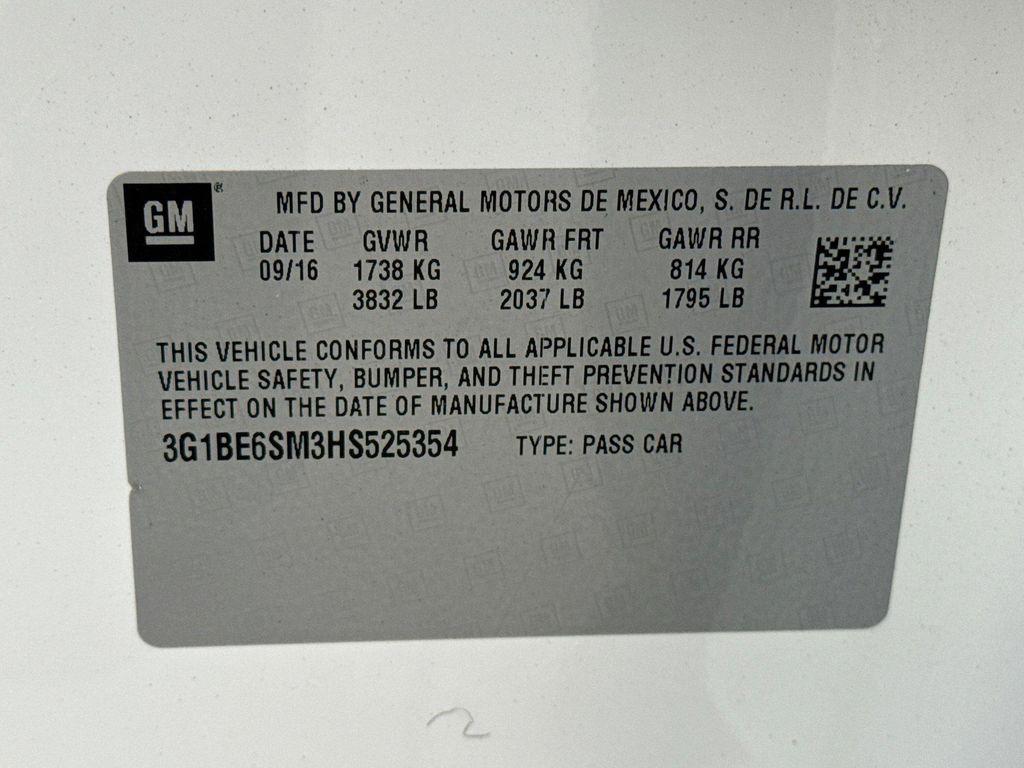 GM ®
MFD BY GENERAL MOTORS DE MEXICO, S. DE R.L. DE C.V.
DATE GVWR GAWR FRT GAWR RR
09/16 1738 KG 924 KG 814 KG
3832 LB 2037 LB 1795 LB
THIS VEHICLE CONFORMS TO ALL APPLICABLE U.S. FEDERAL MOTOR
VEHICLE SAFETY, BUMPER, AND THEFT PREVENTION STANDARDS IN
EFFECT ON THE DATE OF MANUFACTURE SHOWN ABOVE.
3G1BE6SM3HS525354 TYPE: PASS CAR
2